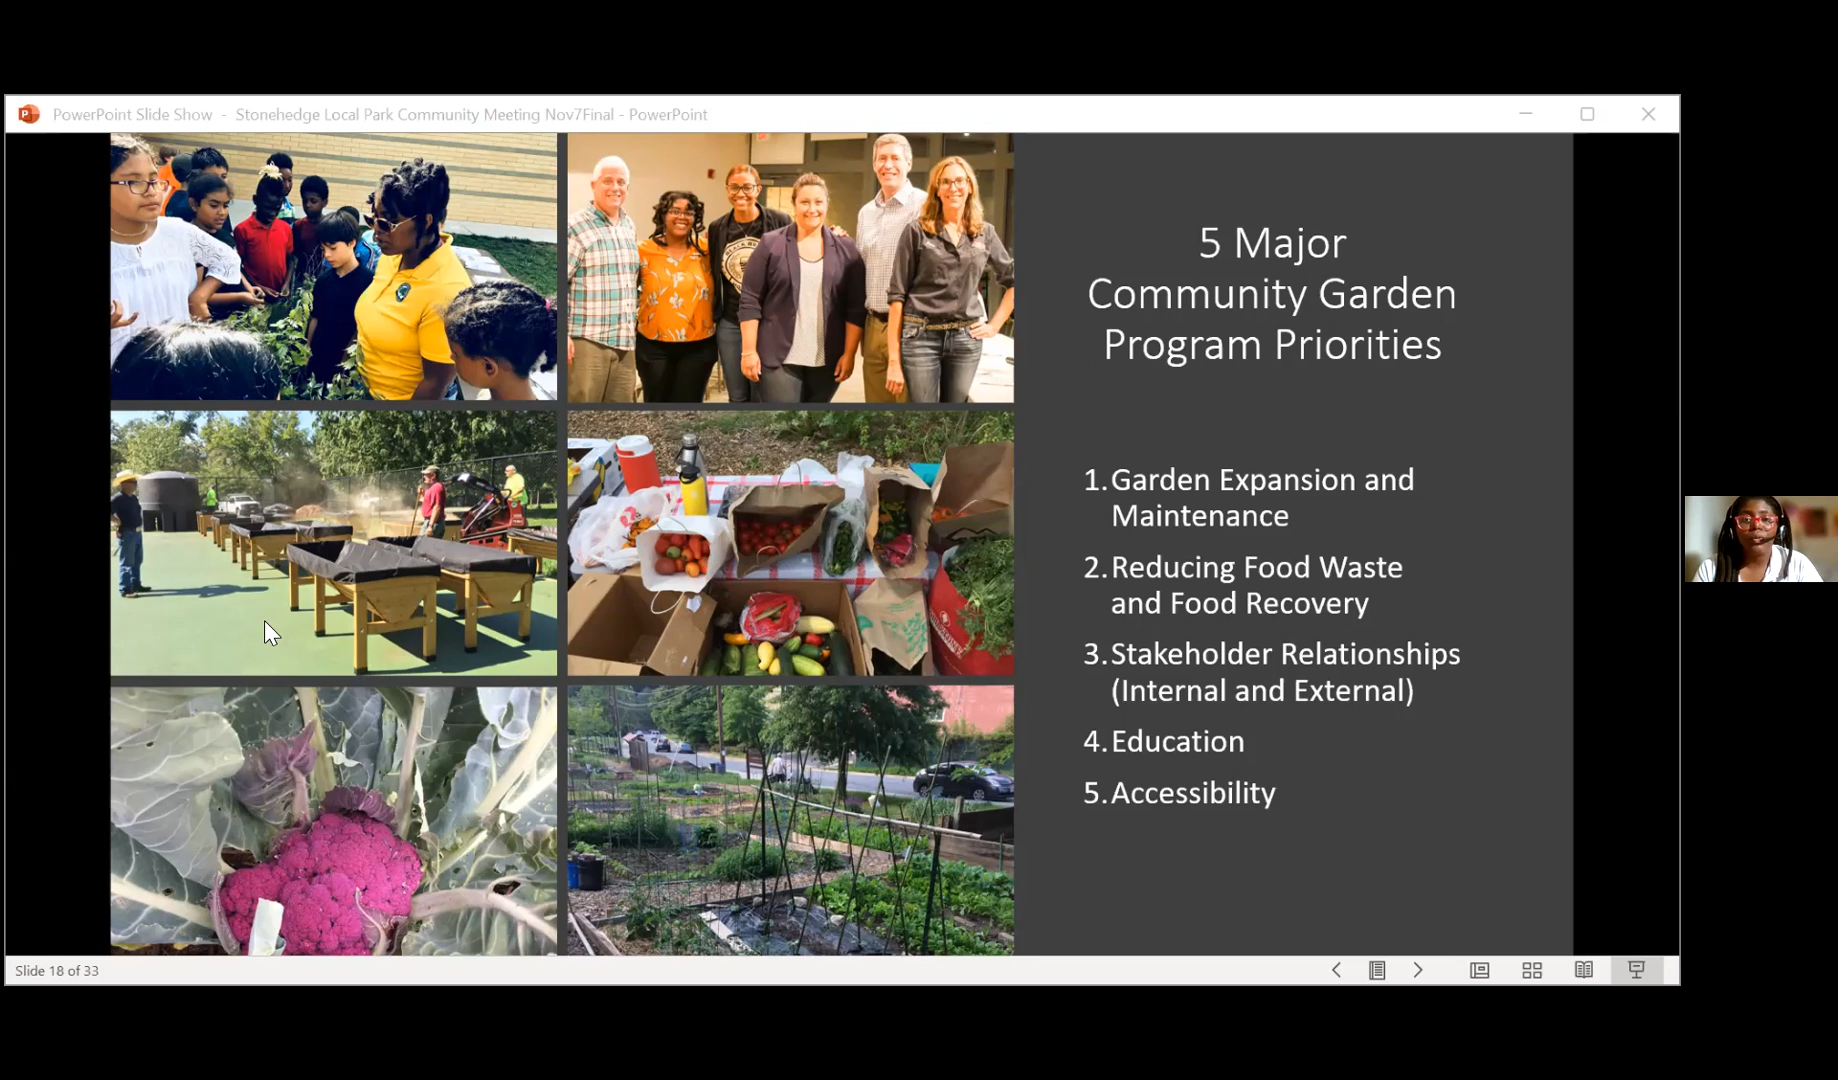 PowerPoint Slide Show - Stonehedge Local Park Community Meeting Nov7Final - PowerPoint
5 Major
Community Garden
Program Priorities
1. Garden Expansion and
Maintenance
2. Reducing Food Waste
and Food Recovery
3. Stakeholder Relationships
(Internal and External)
4. Education
5. Accessibility
Slide 18 of 33